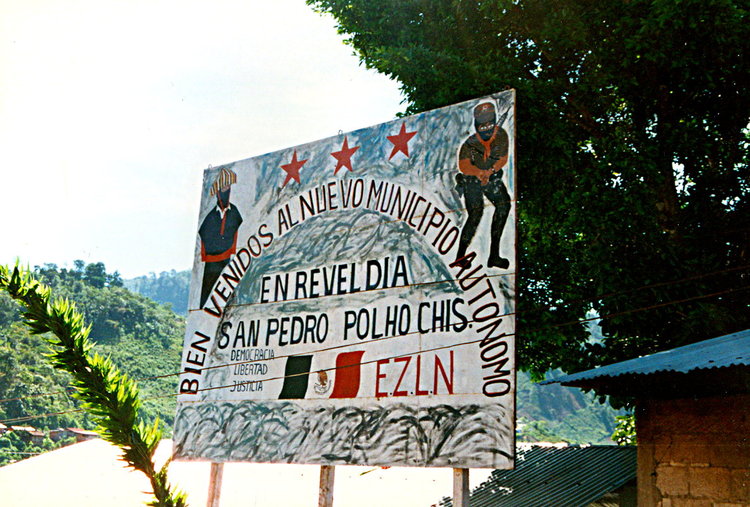 BIEN VENIDOS AL NUEVO MUNICIPIO AUTONOMO
EN REVELDIA
SAN PEDRO POLHO CHIS.
DEMOCRACIA
LIBERTAD
JUSTICIA
E.Z.L.N